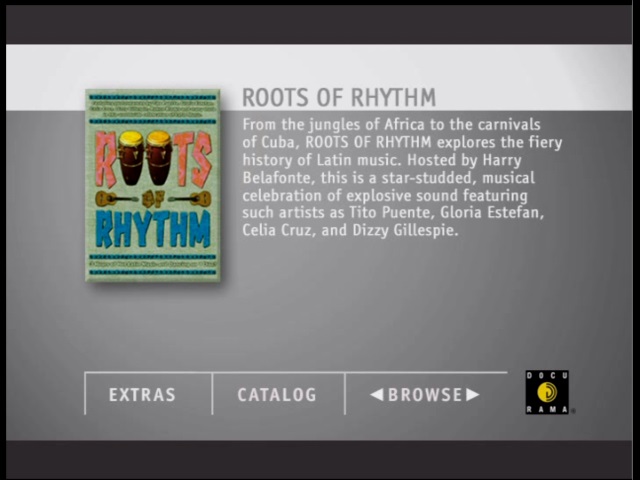 ROOTS OF RHYTHM
From the jungles of Africa to the carnivals
of Cuba, ROOTS OF RHYTHM explores the fiery
history of Latin music. Hosted by Harry
Belafonte, this is a star-studded, musical
celebration of explosive sound featuring
such artists as Tito Puente, Gloria Estefan,
Celia Cruz, and Dizzy Gillespie.
ROOTS
OF
RHYTHM
EXTRAS
CATALOG
◀BROWSE▶
DOCU
RAMA